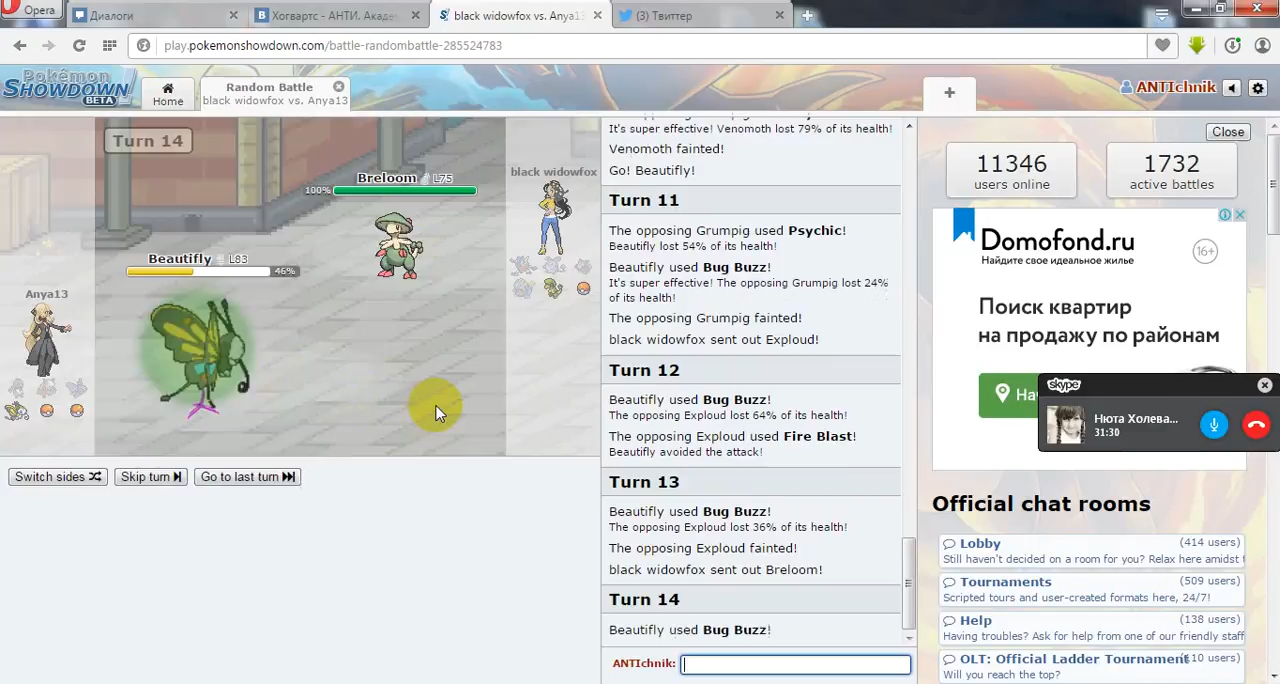 Opera
Диалоги
Хогвартс - АНТИ. Акаде
black widowfox vs. Anya13
(3) Твиттер
play.pokemonshowdown.com/battle-randombattle-285524783
Pokémon
SHOWDOWN
BETA
Home
Random Battle
black widowfox vs. Anya13
ANTIchnik
Turn 14
Breloom L75
100%
black widowfox
Beautifly L83
46%
Anya13
Switch sides
Skip turn
Go to last turn
It's super effective! Venomoth lost 79% of its health!
Venomoth fainted!
Go! Beautifly!
Turn 11
The opposing Grumpig used Psychic!
Beautifly lost 54% of its health!
Beautifly used Bug Buzz!
It's super effective! The opposing Grumpig lost 24%
of its health!
The opposing Grumpig fainted!
black widowfox sent out Exploud!
Turn 12
Beautifly used Bug Buzz!
The opposing Exploud lost 64% of its health!
The opposing Exploud used Fire Blast!
Beautifly avoided the attack!
Turn 13
Beautifly used Bug Buzz!
The opposing Exploud lost 36% of its health!
The opposing Exploud fainted!
black widowfox sent out Breloom!
Turn 14
Beautifly used Bug Buzz!
ANTIchnik:
Close
11346
users online
1732
active battles
Domofond.ru
Найдите свое идеальное жилье
16+
Поиск квартир
на продажу по районам
На
skype
Нюта Холева...
31:30
Official chat rooms
Lobby (414 users)
Still haven't decided on a room for you? Relax here amidst t
Tournaments (509 users)
Scripted tours and user-created formats here, 24/7!
Help (138 users)
Having troubles? Ask for help from one of our friendly staff
OLT: Official Ladder Tournament 10 users)
Will you reach the top?